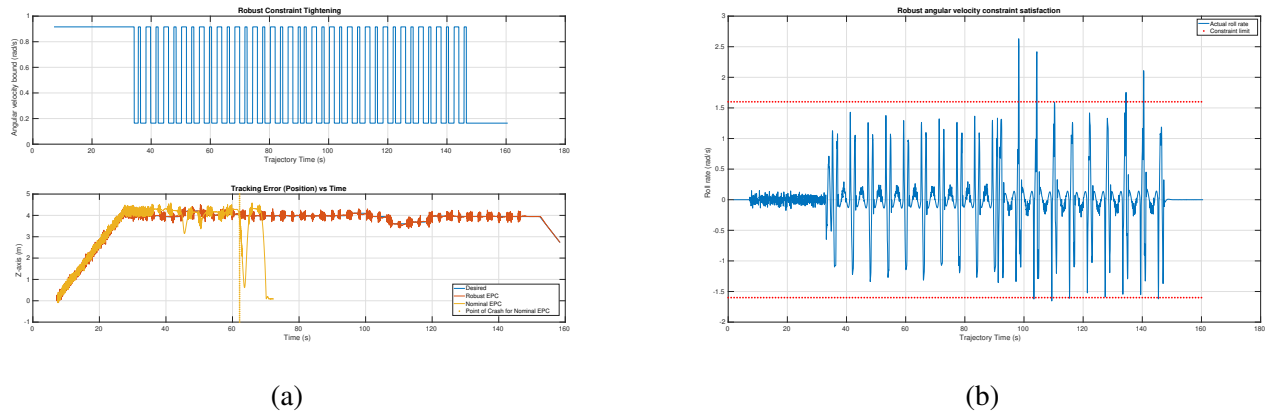 Robust Constraint Tightening
Angular velocity bound (rad/s)
1
0.8
0.6
0.4
0.2
0
0 20 40 60 80 100 120 140 160 180
Trajectory Time (s)
Tracking Error (Position) vs Time
Z-axis (m)
5
4
3
2
1
0
-1
0 20 40 60 80 100 120 140 160
Time (s)
Desired
Robust EPC
Nominal EPC
Point of Crash for Nominal EPC
(a)
Robust angular velocity constraint satisfaction
Actual roll rate
Constraint limit
Roll rate (rad/s)
3
2.5
2
1.5
1
0.5
0
-0.5
-1
-1.5
-2
0 20 40 60 80 100 120 140 160 180
Trajectory Time (s)
(b)